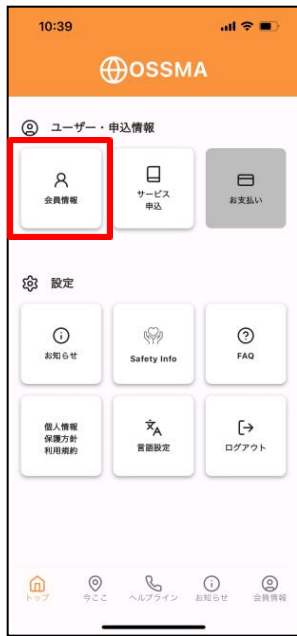 10:39
OSSMA
ユーザー・申込情報
会員情報
サービス
申込
お支払い
設定
お知らせ
Safety Info
FAQ
個人情報
保護方針
利用規約
言語設定
ログアウト
トップ
今ここ
ヘルプライン
お知らせ
会員情報